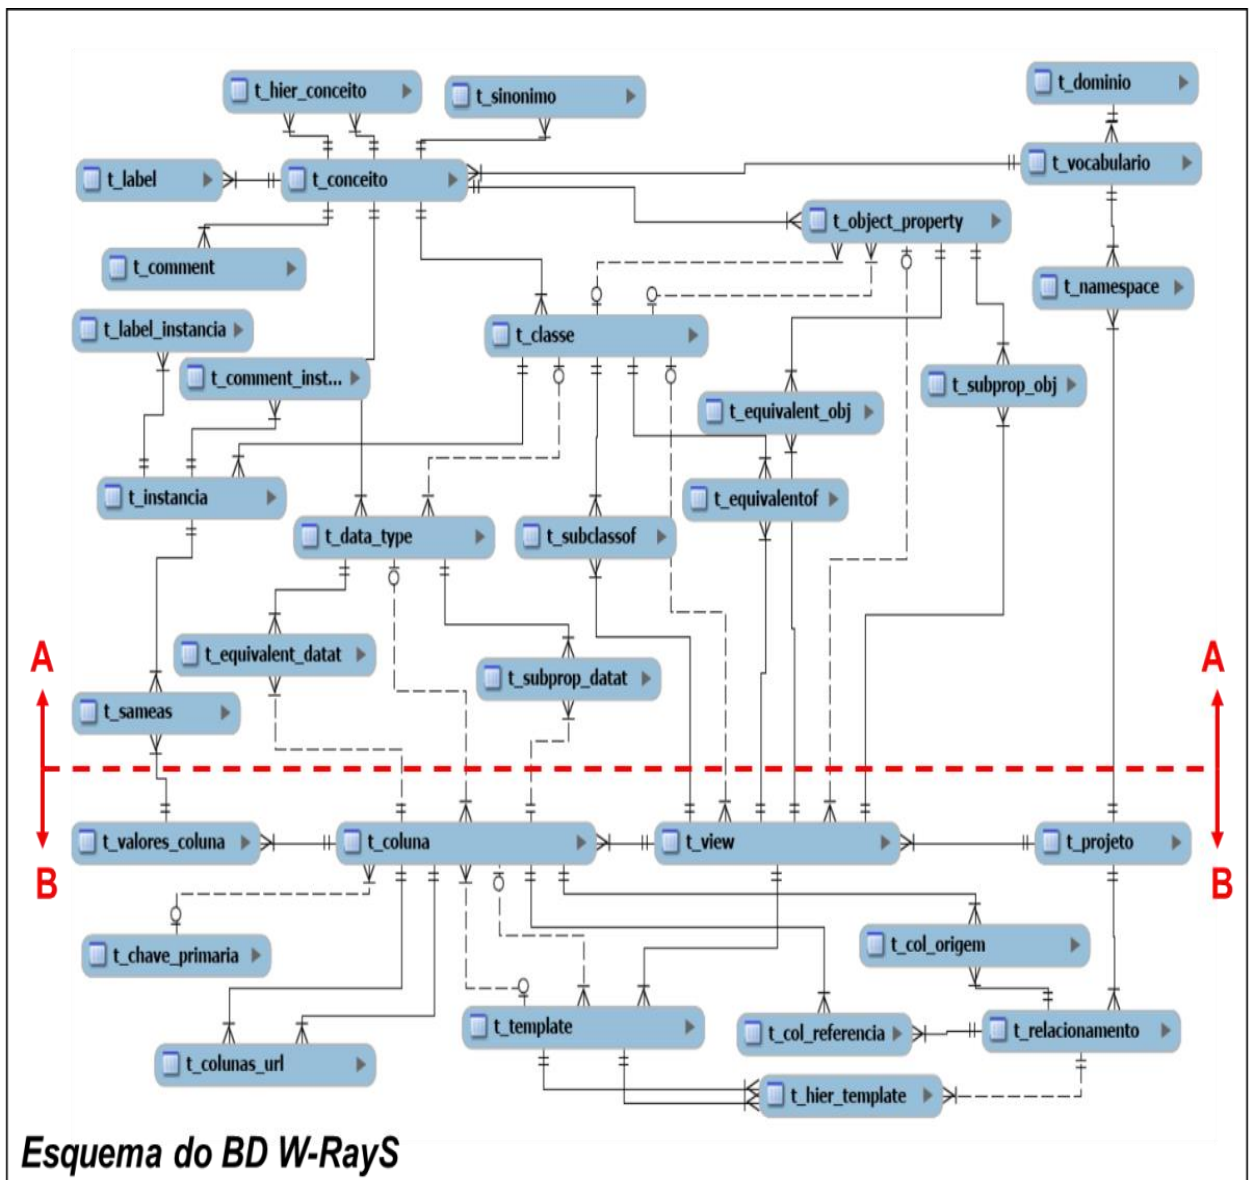 t_hier_conceito
t_sinonimo
t_dominio
t_label
t_conceito
t_vocabulario
t_object_property
t_comment
t_namespace
t_label_instancia
t_classe
t_comment_inst...
t_equivalent_obj
t_subprop_obj
t_instancia
t_equivalentof
t_data_type
t_subclassof
t_equivalent_datat
t_subprop_datat
A
A
t_sameas
t_valores_coluna
t_coluna
t_view
t_projeto
B
B
t_chave_primaria
t_col_origem
t_template
t_col_referencia
t_relacionamento
t_colunas_url
t_hier_template
Esquema do BD W-RayS